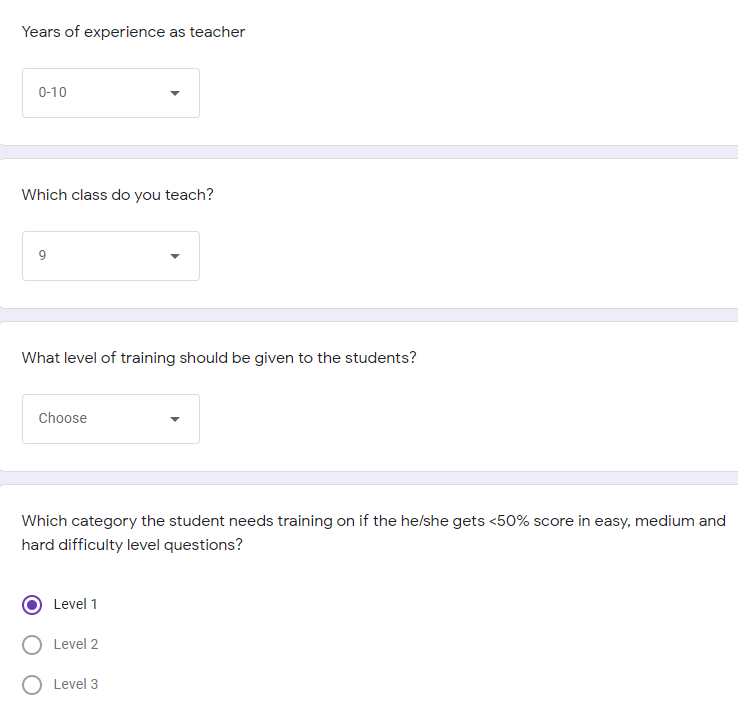 Years of experience as teacher
0-10
Which class do you teach?
9
What level of training should be given to the students?
Choose
Which category the student needs training on if the he/she gets <50% score in easy, medium and
hard difficulty level questions?
Level 1
Level 2
Level 3